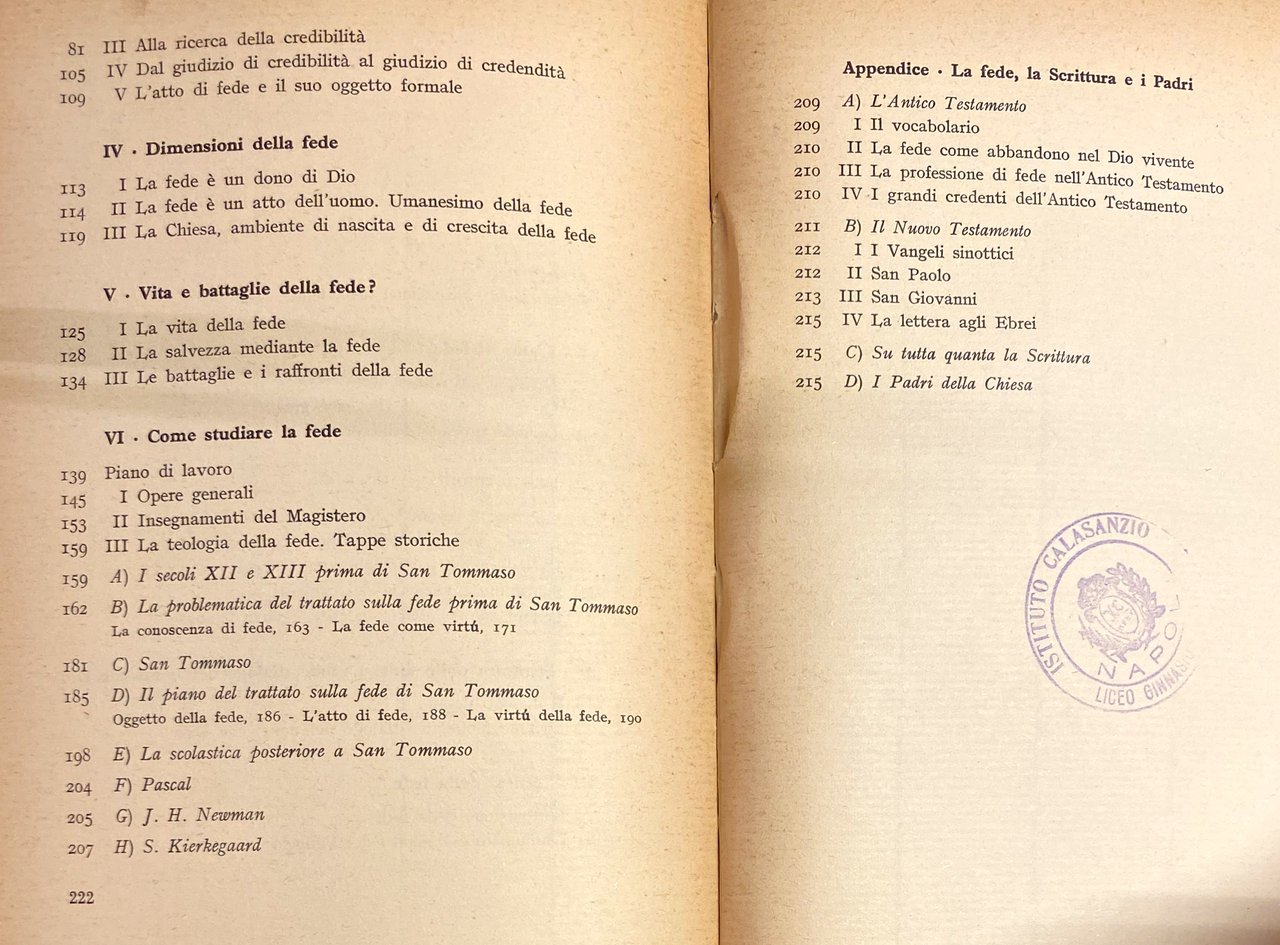 81 III Alla ricerca della credibilità
105 IV Dal giudizio di credibilità al giudizio di credendità
109 V L'atto di fede e il suo oggetto formale
IV · Dimensioni della fede
113 I La fede è un dono di Dio
114 II La fede è un atto dell'uomo. Umanesimo della fede
119 III La Chiesa, ambiente di nascita e di crescita della fede
V · Vita e battaglie della fede?
125 I La vita della fede
128 II La salvezza mediante la fede
134 III Le battaglie e i raffronti della fede
VI · Come studiare la fede
139 Piano di lavoro
145 I Opere generali
153 II Insegnamenti del Magistero
159 III La teologia della fede. Tappe storiche
159 A) I secoli XII e XIII prima di San Tommaso
162 B) La problematica del trattato sulla fede prima di San Tommaso
La conoscenza di fede, 163 - La fede come virtú, 171
181 C) San Tommaso
185 D) Il piano del trattato sulla fede di San Tommaso
Oggetto della fede, 186 - L'atto di fede, 188 - La virtú della fede, 190
198 E) La scolastica posteriore a San Tommaso
204 F) Pascal
205 G) J. H. Newman
207 H) S. Kierkegaard
222
Appendice · La fede, la Scrittura e i Padri
209 A) L'Antico Testamento
209 I Il vocabolario
210 II La fede come abbandono nel Dio vivente
210 III La professione di fede nell'Antico Testamento
210 IV I grandi credenti dell'Antico Testamento
211 B) Il Nuovo Testamento
212 I I Vangeli sinottici
212 II San Paolo
213 III San Giovanni
215 IV La lettera agli Ebrei
215 C) Su tutta quanta la Scrittura
215 D) I Padri della Chiesa
ISTITUTO CALASANZIO
NAPOL
LICEO GINNASIO